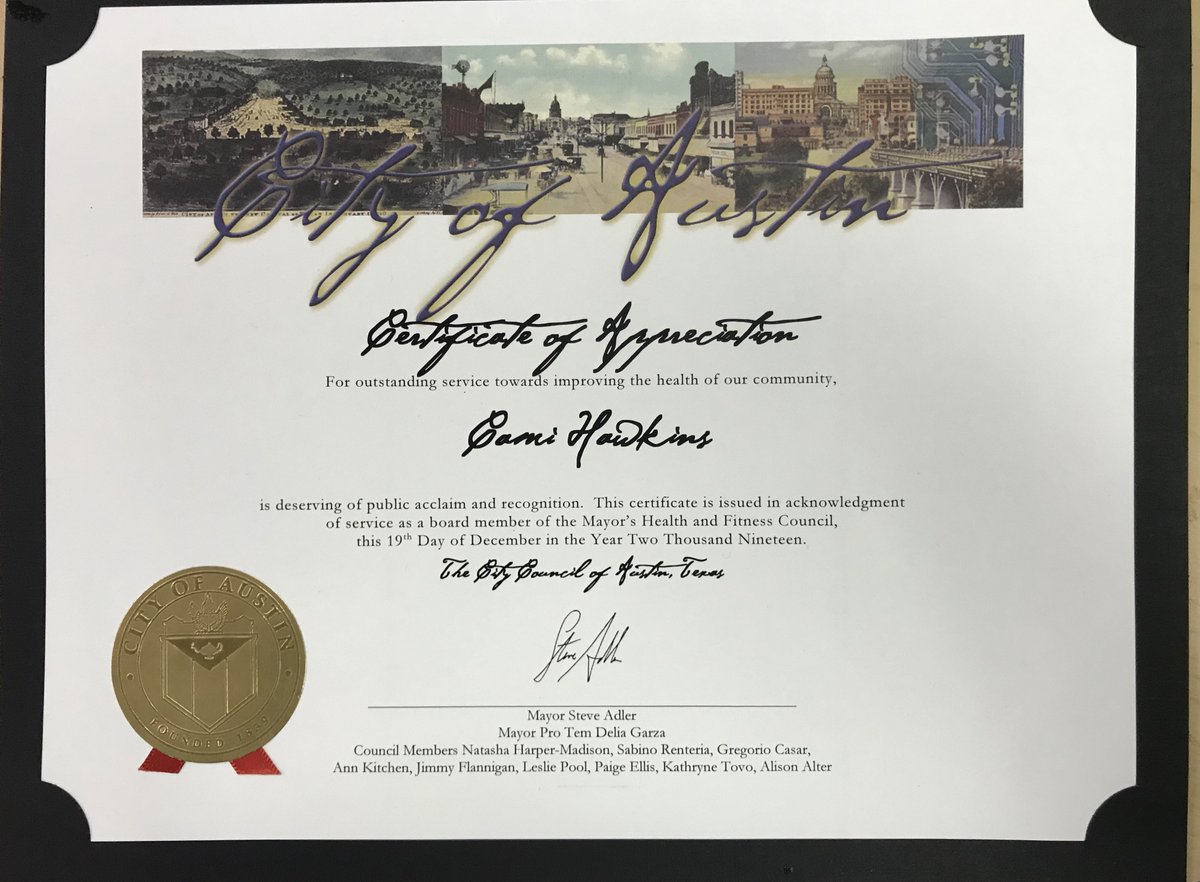 City of Austin
Certificate of Appreciation
For outstanding service towards improving the health of our community,
Cami Hawkins
is deserving of public acclaim and recognition. This certificate is issued in acknowledgment
of service as a board member of the Mayor's Health and Fitness Council,
this 19th Day of December in the Year Two Thousand Nineteen.
The City Council of Austin, Texas
Steve Adler
CITY OF AUSTIN
FOUNDED 1839
Mayor Steve Adler
Mayor Pro Tem Delia Garza
Council Members Natasha Harper-Madison, Sabino Renteria, Gregorio Casar,
Ann Kitchen, Jimmy Flannigan, Leslie Pool, Paige Ellis, Kathryne Tovo, Alison Alter